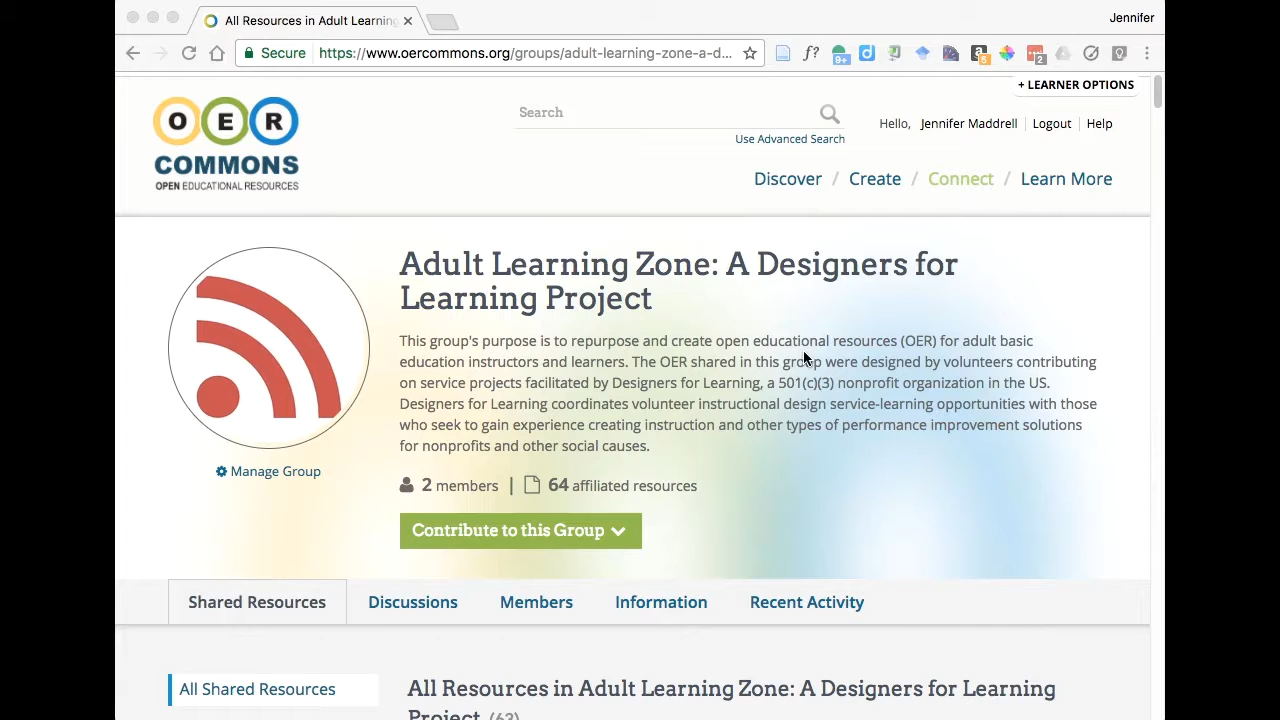 All Resources in Adult Learning
Jennifer
Secure https://www.oercommons.org/groups/adult-learning-zone-a-d...
+ LEARNER OPTIONS
OER
COMMONS
OPEN EDUCATIONAL RESOURCES
Search
Use Advanced Search
Hello, Jennifer Maddrell Logout Help
Discover / Create / Connect / Learn More
Adult Learning Zone: A Designers for
Learning Project
This group's purpose is to repurpose and create open educational resources (OER) for adult basic
education instructors and learners. The OER shared in this group were designed by volunteers contributing
on service projects facilitated by Designers for Learning, a 501(c)(3) nonprofit organization in the US.
Designers for Learning coordinates volunteer instructional design service-learning opportunities with those
who seek to gain experience creating instruction and other types of performance improvement solutions
for nonprofits and other social causes.
Manage Group
2 members | 64 affiliated resources
Contribute to this Group
Shared Resources Discussions Members Information Recent Activity
All Shared Resources
All Resources in Adult Learning Zone: A Designers for Learning
Project (63)